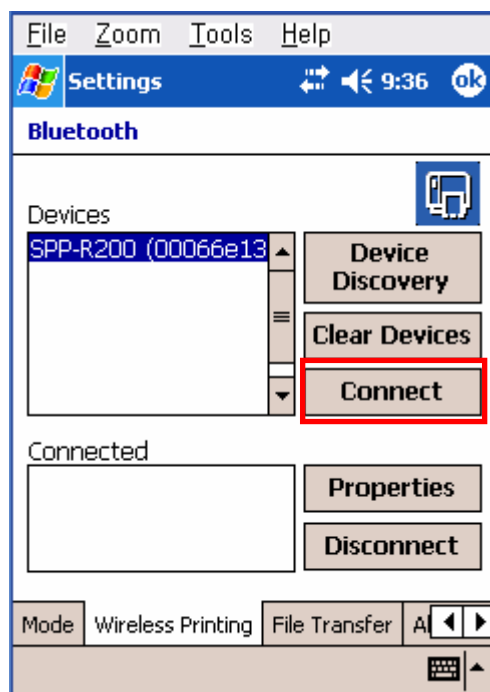 File Zoom Tools Help
Settings 9:36 ok
Bluetooth
Devices
SPP-R200 (00066e13
Device
Discovery
Clear Devices
Connect
Connected
Properties
Disconnect
Mode Wireless Printing File Transfer